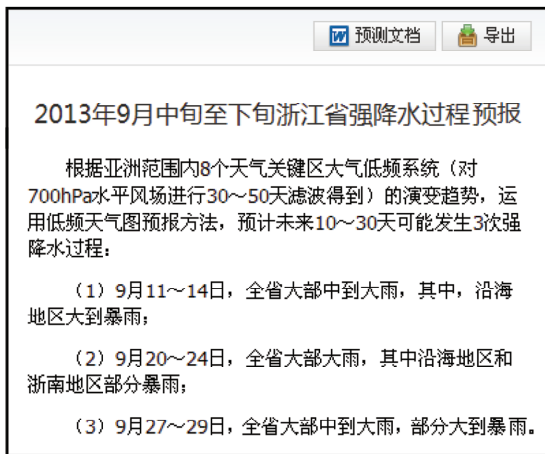 预测文档 导出
2013年9月中旬至下旬浙江省强降水过程预报
根据亚洲范围内8个天气关键区大气低频系统（对
700hPa水平风场进行30～50天滤波得到）的演变趋势，运
用低频天气图预报方法，预计未来10～30天可能发生3次强
降水过程：
（1）9月11～14日，全省大部中到大雨，其中，沿海
地区大到暴雨；
（2）9月20～24日，全省大部大雨，其中沿海地区和
浙南地区部分暴雨；
（3）9月27～29日，全省大部中到大雨，部分大到暴雨。